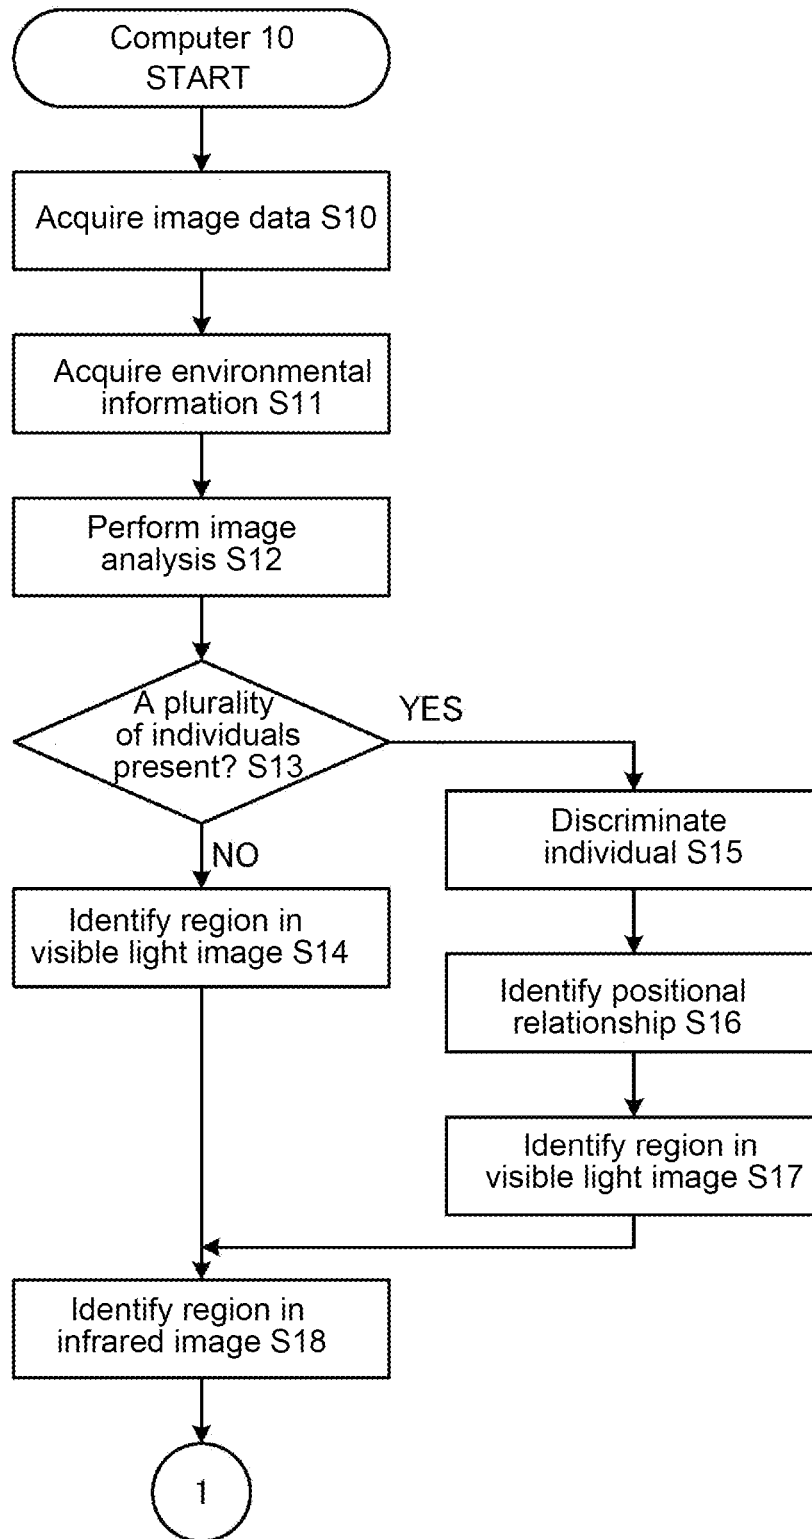 Computer 10
START
Acquire image data S10
Acquire environmental
information S11
Perform image
analysis S12
A plurality
of individuals
present? S13
YES
NO
Discriminate
individual S15
Identify region in
visible light image S14
Identify positional
relationship S16
Identify region in
visible light image S17
Identify region in
infrared image S18
1